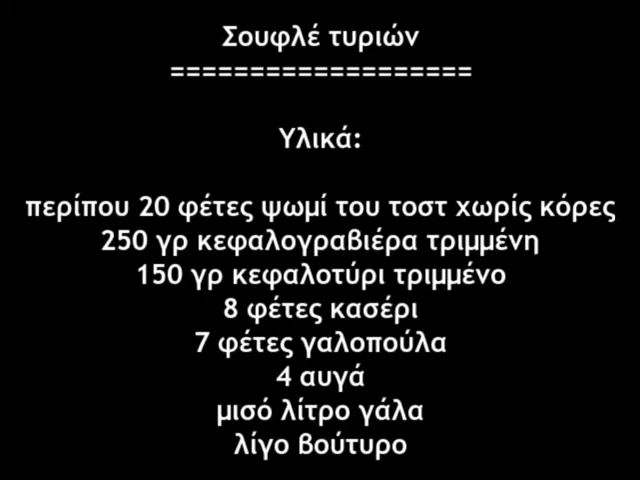 Σουφλέ τυριών
===================
Υλικά:
περίπου 20 φέτες ψωμί του τοστ χωρίς κόρες
250 γρ κεφαλογραβιέρα τριμμένη
150 γρ κεφαλοτύρι τριμμένο
8 φέτες κασέρι
7 φέτες γαλοπούλα
4 αυγά
μισό λίτρο γάλα
λίγο βούτυρο